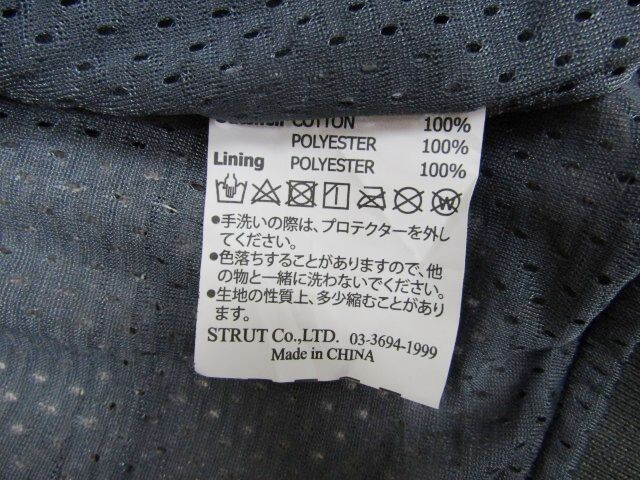 COTTON 100%
POLYESTER 100%
Lining POLYESTER 100%
●手洗いの際は、プロテクターを外し
てください。
●色落ちすることがありますので、他
の物と一緒に洗わないでください。
●生地の性質上、多少縮むことがあり
ます。
STRUT Co.,LTD. 03-3694-1999
Made in CHINA